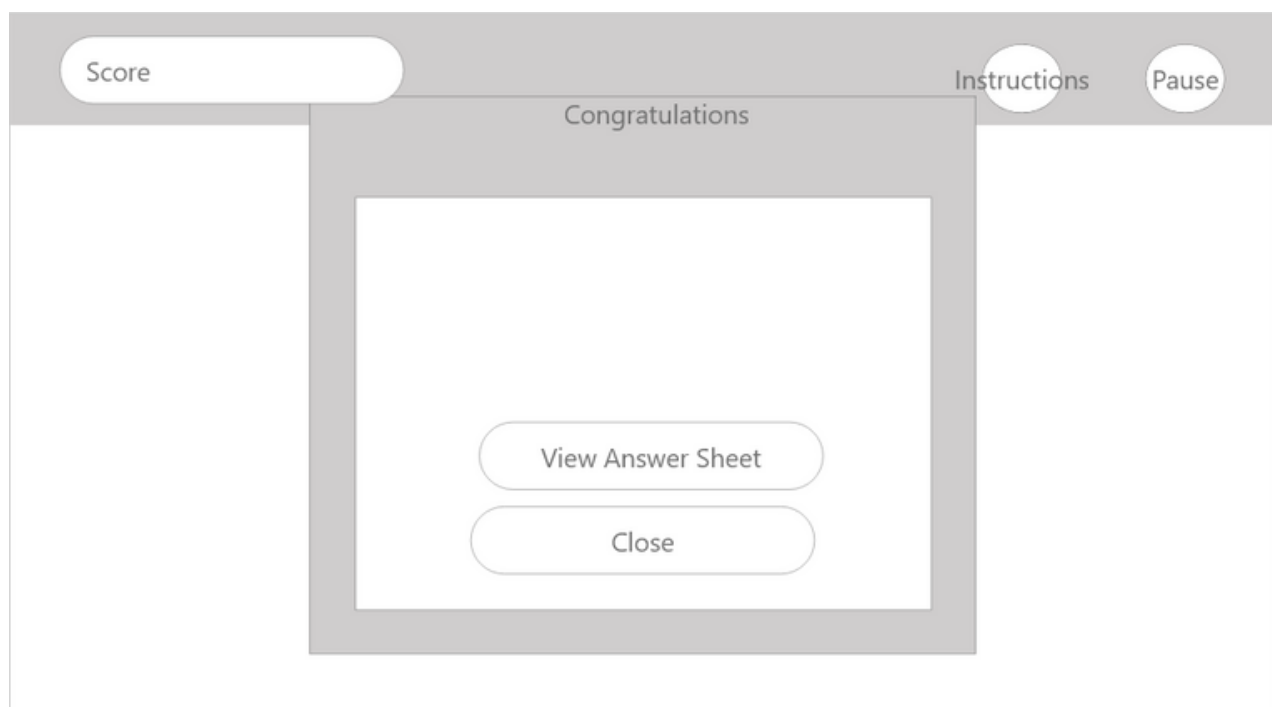 Score
Instructions
Pause
Congratulations
View Answer Sheet
Close